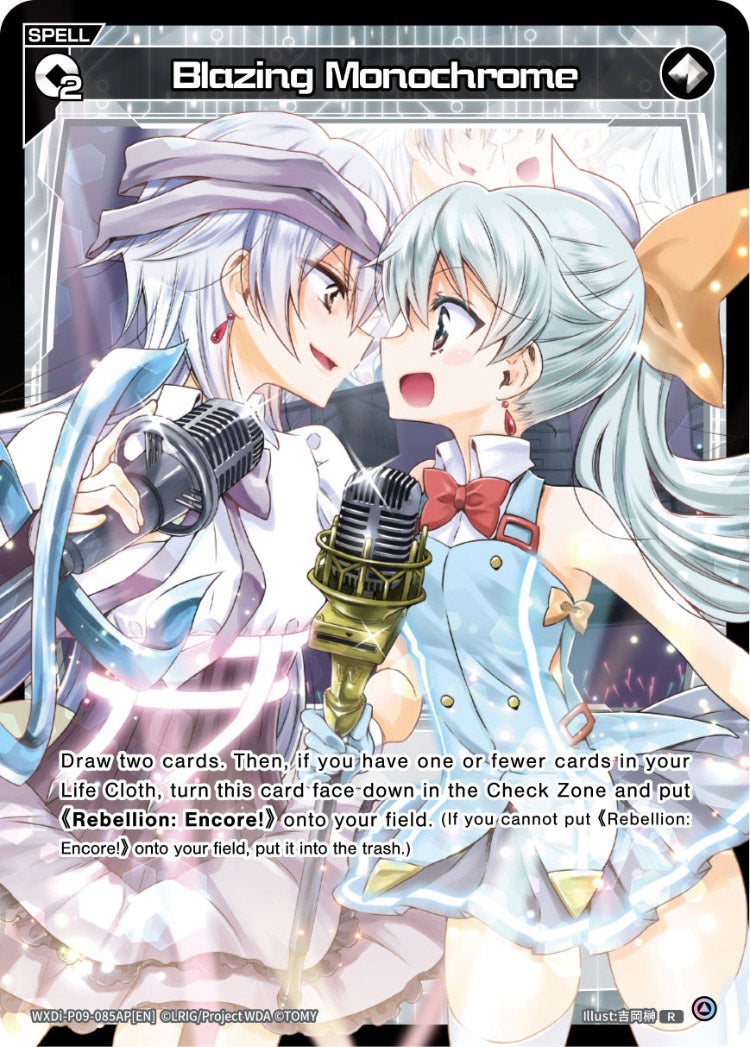 SPELL
2
Blazing Monochrome
Draw two cards. Then, if you have one or fewer cards in your
Life Cloth, turn this card face down in the Check Zone and put
《Rebellion: Encore!》 onto your field. (If you cannot put 《Rebellion:
Encore!》 onto your field, put it into the trash.)
WXDi-P09-085AP[EN] ©LRIG/Project WDA ©TOMY
Illust:吉岡榊 R